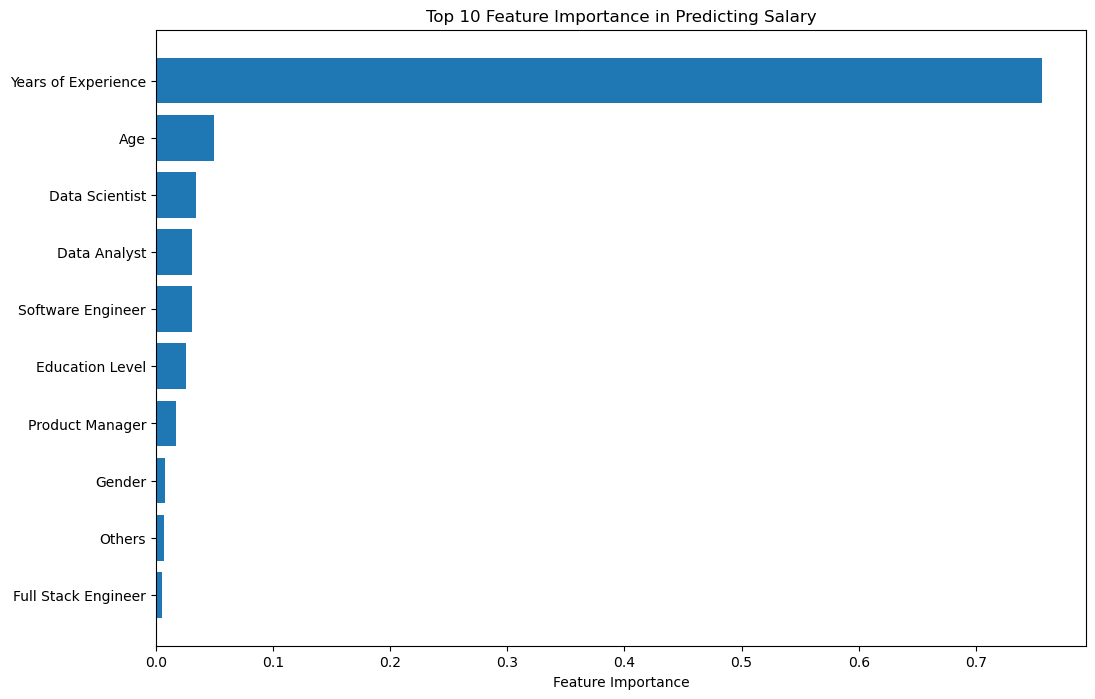 Top 10 Feature Importance in Predicting Salary
Years of Experience
Age
Data Scientist
Data Analyst
Software Engineer
Education Level
Product Manager
Gender
Others
Full Stack Engineer
0.0 0.1 0.2 0.3 0.4 0.5 0.6 0.7
Feature Importance